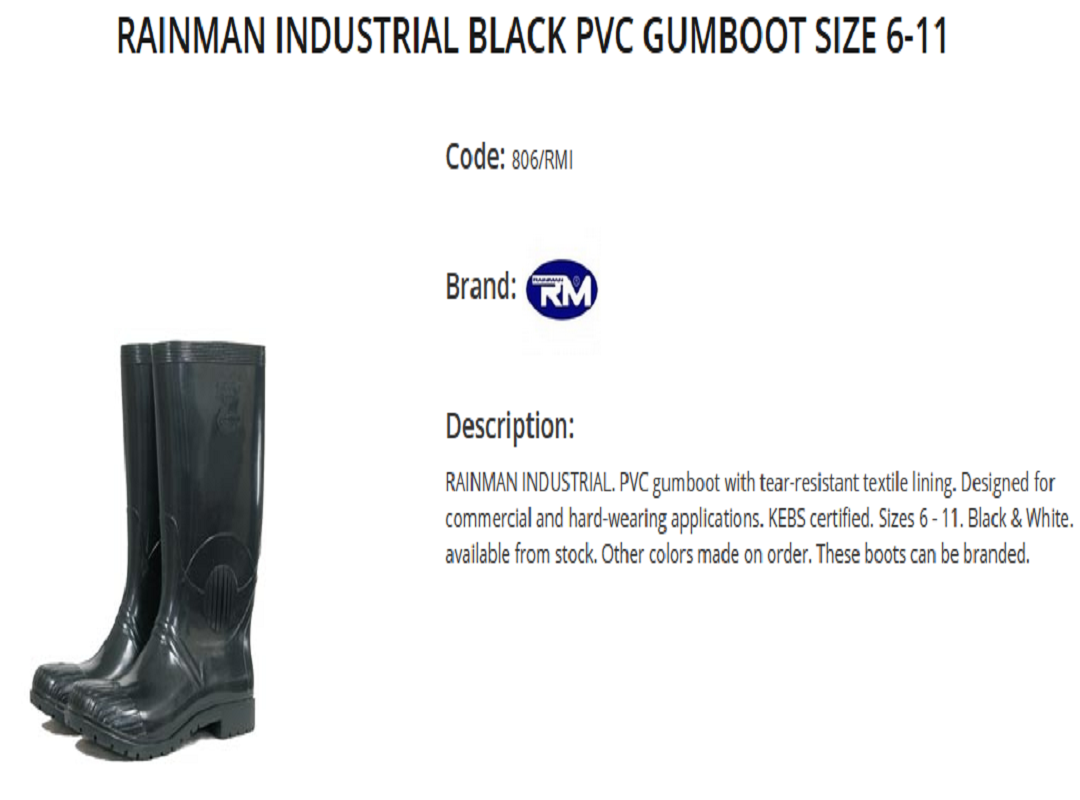 RAINMAN INDUSTRIAL BLACK PVC GUMBOOT SIZE 6-11
Code: 806/RMI
Brand:
RAINMAN
RM
Description:
RAINMAN INDUSTRIAL. PVC gumboot with tear-resistant textile lining. Designed for
commercial and hard-wearing applications. KEBS certified. Sizes 6 - 11. Black & White.
available from stock. Other colors made on order. These boots can be branded.